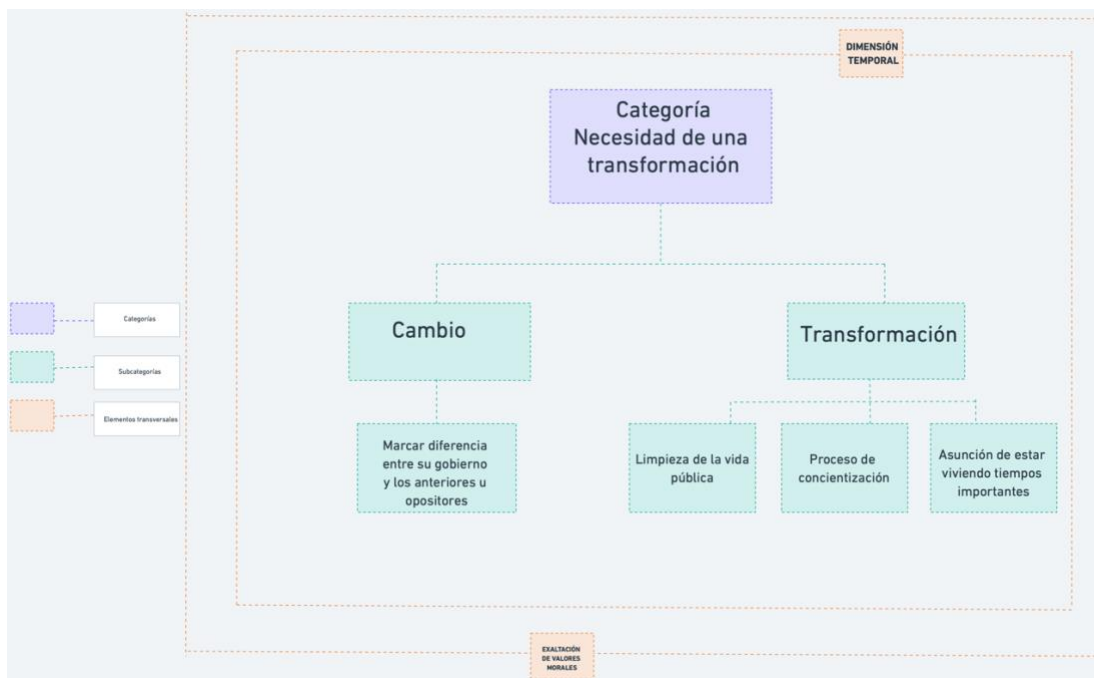 DIMENSIÓN
TEMPORAL
Categoría
Necesidad de una
transformación
Cambio
Transformación
Categorías
Subcategorías
Elementos transversales
Marcar diferencia
entre su gobierno
y los anteriores u
opositores
Limpieza de la vida
pública
Proceso de
concientización
Asunción de estar
viviendo tiempos
importantes
EXALTACIÓN
DE VALORES
MORALES